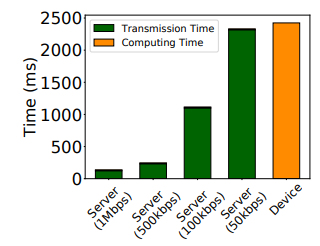 Time (ms)
2500
2000
1500
1000
500
0
Transmission Time
Computing Time
Server
(1Mbps)
Server
(500kbps)
Server
(100kbps)
Server
(50kbps)
Device